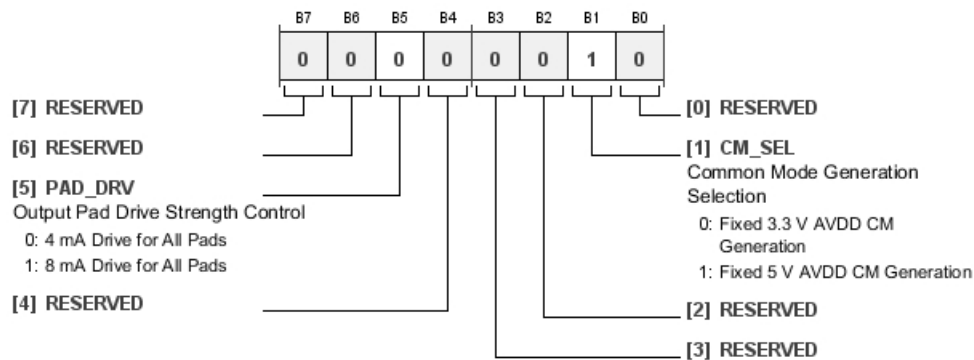 B7 B6 B5 B4 B3 B2 B1 B0
0 0 0 0 0 0 1 0
[7] RESERVED
[6] RESERVED
[5] PAD_DRV
Output Pad Drive Strength Control
0: 4 mA Drive for All Pads
1: 8 mA Drive for All Pads
[4] RESERVED
[0] RESERVED
[1] CM_SEL
Common Mode Generation
Selection
0: Fixed 3.3 V AVDD CM
Generation
1: Fixed 5 V AVDD CM Generation
[2] RESERVED
[3] RESERVED